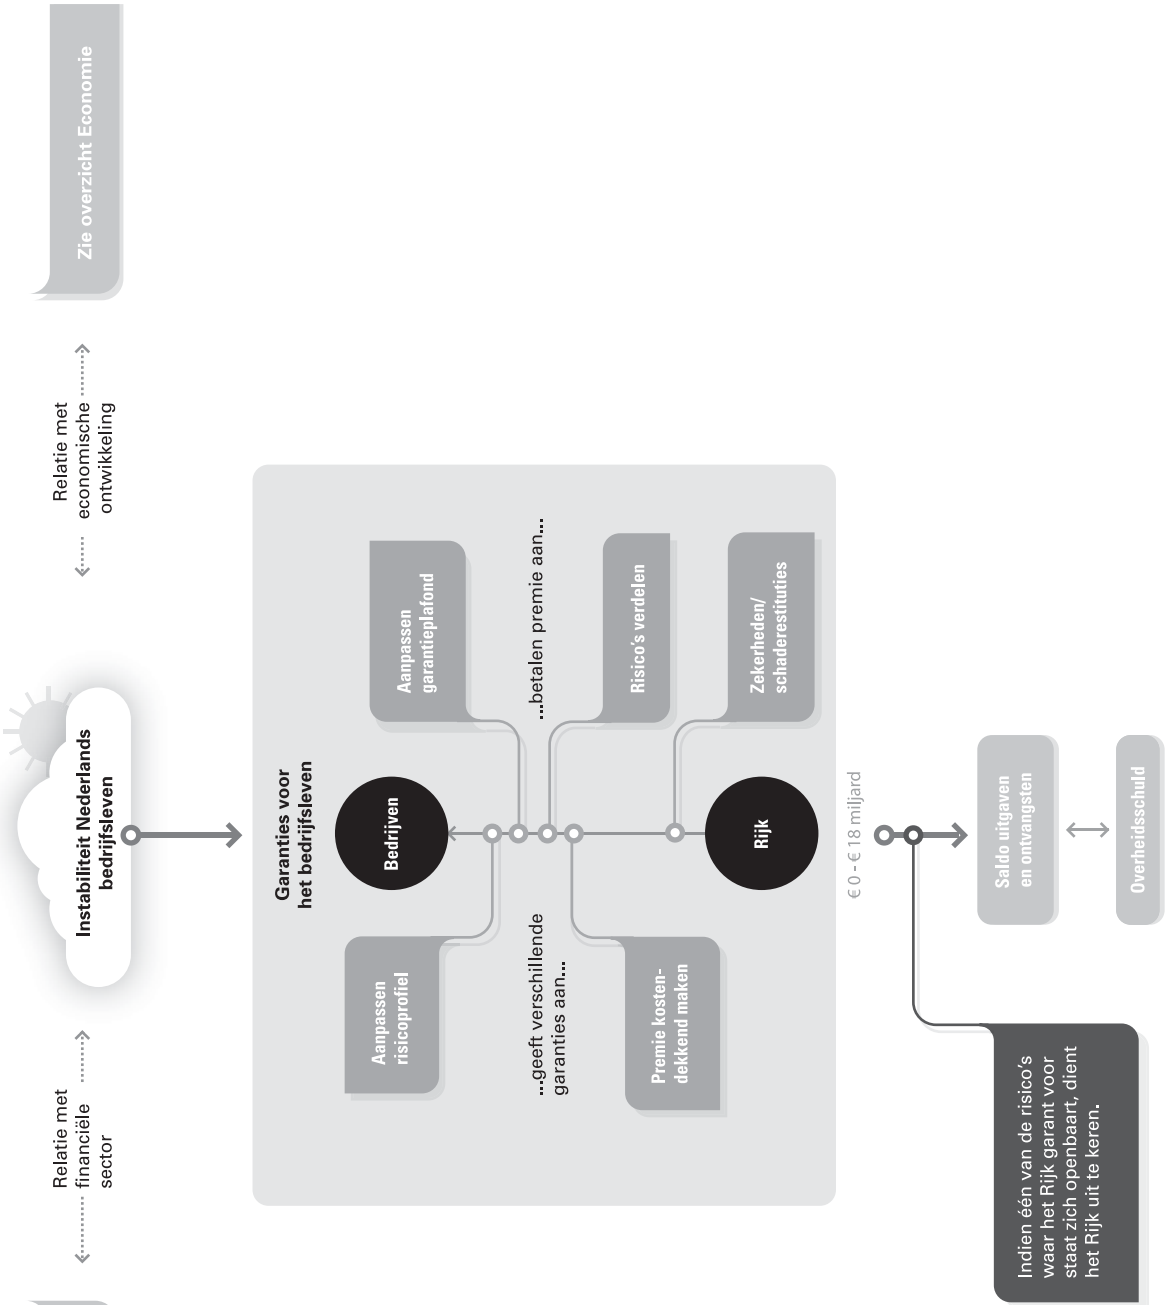 Relatie met
financiële
sector
Instabiliteit Nederlands
bedrijfsleven
Relatie met
economische
ontwikkeling
Zie overzicht Economie
Garanties voor
het bedrijfsleven
Bedrijven
Aanpassen
risicoprofiel
Aanpassen
garantieplafond
...geeft verschillende
garanties aan...
...betalen premie aan...
Premie kosten-
dekkend maken
Risico's verdelen
Zekerheden/
schaderestituties
Rijk
€ 0 - € 18 miljard
Indien één van de risico's
waar het Rijk garant voor
staat zich openbaart, dient
het Rijk uit te keren.
Saldo uitgaven
en ontvangsten
Overheidsschuld